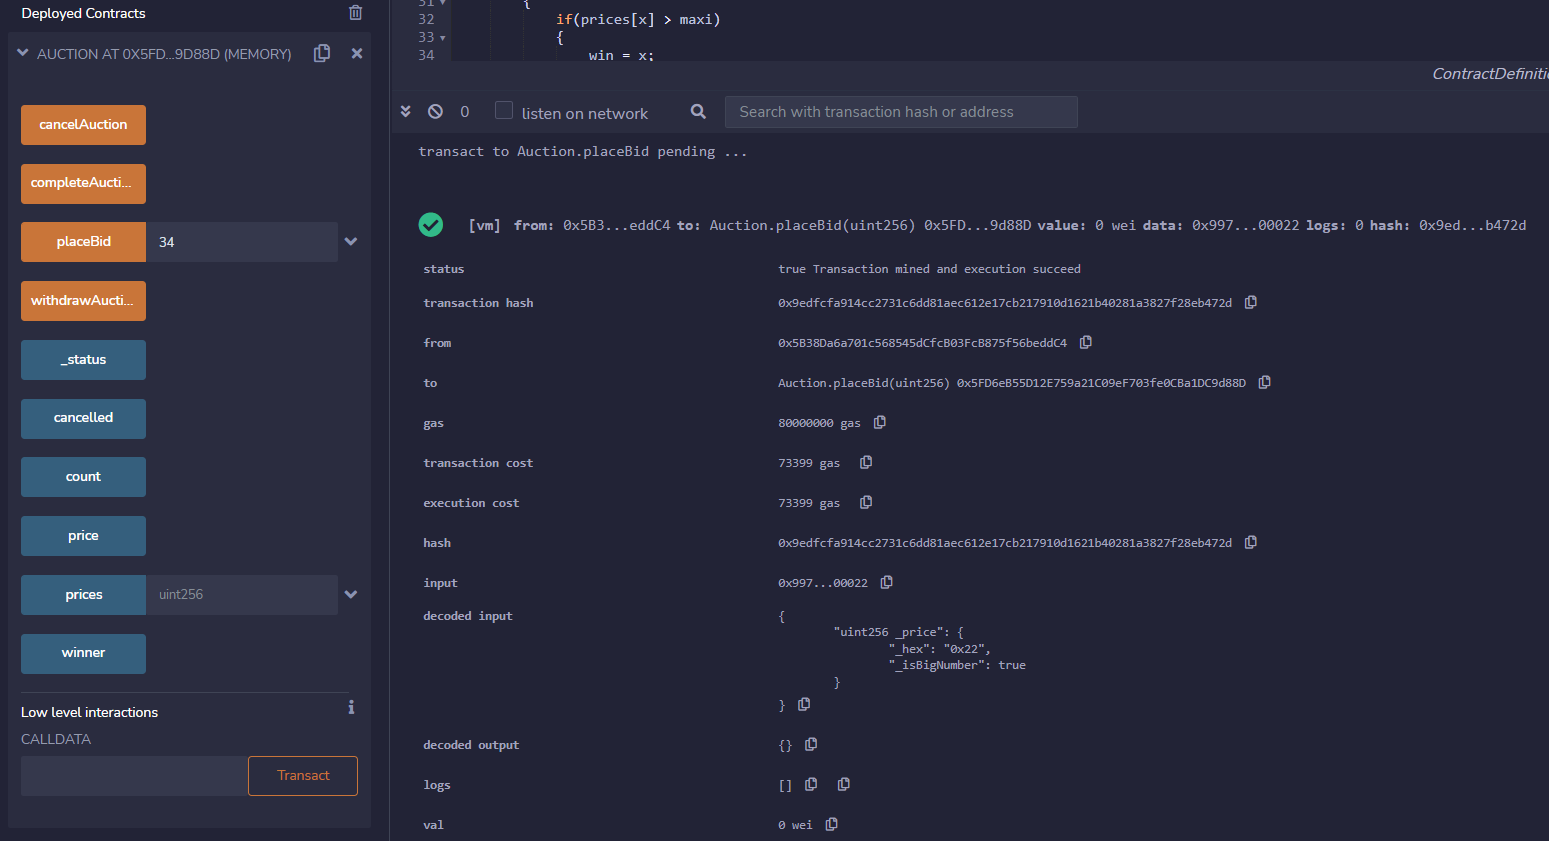 Deployed Contracts
AUCTION AT 0X5FD...9D88D (MEMORY)
cancelAuction
completeAucti...
placeBid 34
withdrawAucti...
_status
cancelled
count
price
prices uint256
winner
Low level interactions
CALLDATA
Transact
31 {
32 if(prices[x] > maxi)
33 {
34 win = x;
ContractDefiniti
0 listen on network Search with transaction hash or address
transact to Auction.placeBid pending ...
[vm] from: 0x5B3...eddC4 to: Auction.placeBid(uint256) 0x5FD...9d88D value: 0 wei data: 0x997...00022 logs: 0 hash: 0x9ed...b472d
status true Transaction mined and execution succeed
transaction hash 0x9edfcfa914cc2731c6dd81aec612e17cb217910d1621b40281a3827f28eb472d
from 0x5B38Da6a701c568545dCfcB03FcB875f56beddC4
to Auction.placeBid(uint256) 0x5FD6eB55D12E759a21C09eF703fe0CBa1DC9d88D
gas 80000000 gas
transaction cost 73399 gas
execution cost 73399 gas
hash 0x9edfcfa914cc2731c6dd81aec612e17cb217910d1621b40281a3827f28eb472d
input 0x997...00022
decoded input {
"uint256 _price": {
"_hex": "0x22",
"_isBigNumber": true
}
}
decoded output {}
logs []
val 0 wei